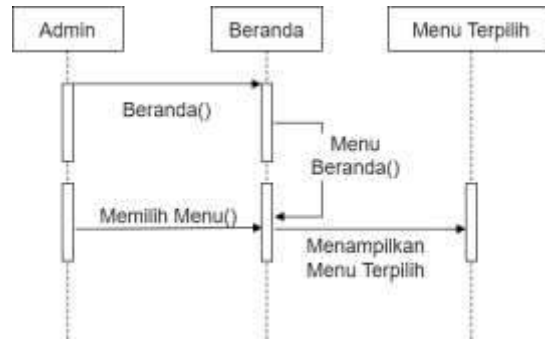 Admin
Beranda
Menu Terpilih
Beranda()
Menu
Beranda()
Memilih Menu()
Menampilkan
Menu Terpilih